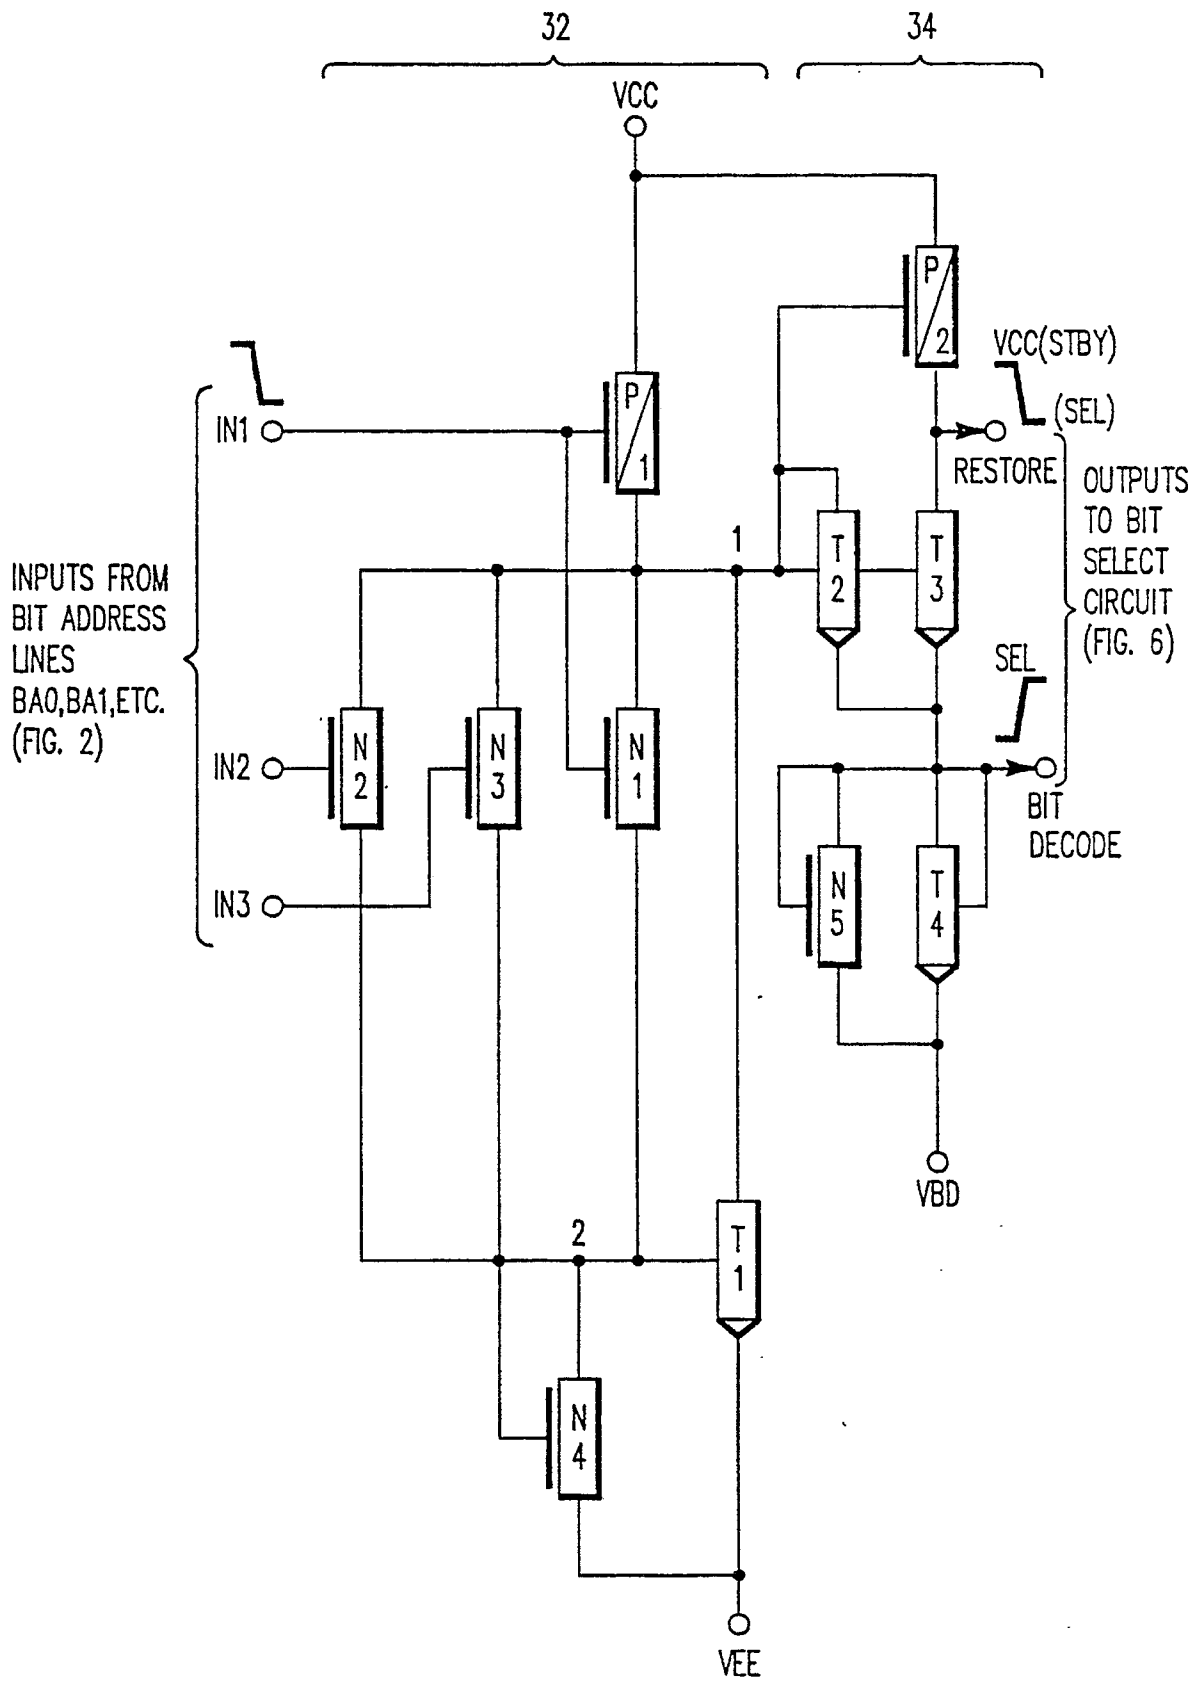 32
34
VCC
P
1
P
2
VCC(STBY)
(SEL)
RESTORE
IN1
INPUTS FROM
BIT ADDRESS
LINES
BA0,BA1,ETC.
(FIG. 2)
1
T
2
T
3
OUTPUTS
TO BIT
SELECT
CIRCUIT
(FIG. 6)
SEL
IN2
N
2
N
3
N
1
BIT
DECODE
IN3
N
5
T
4
VBD
2
T
1
N
4
VEE